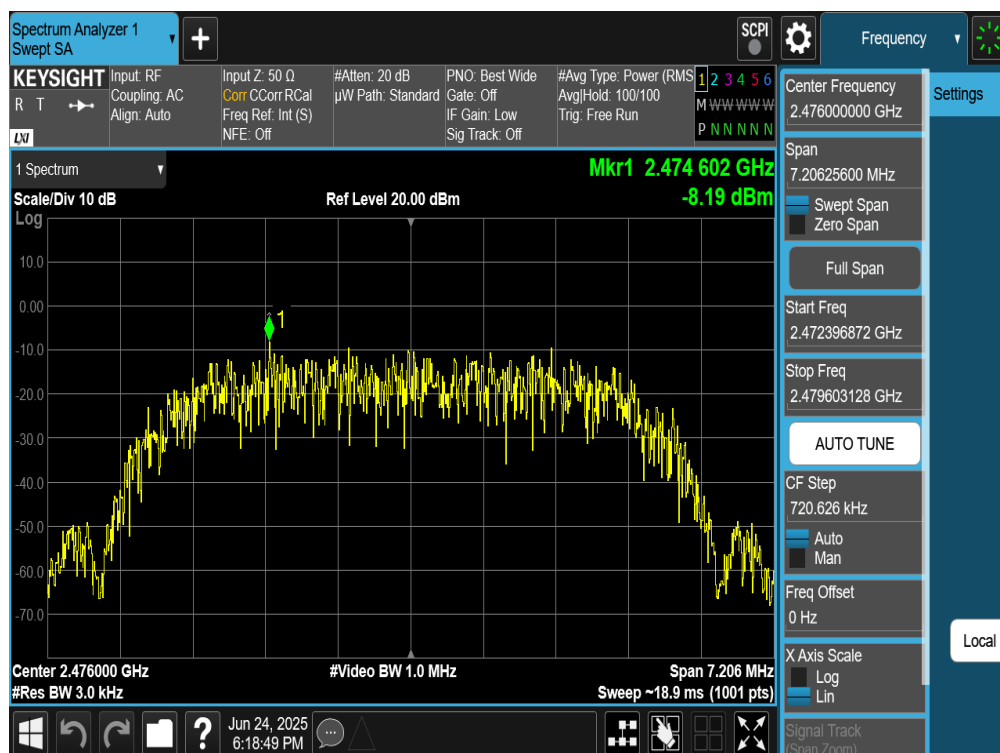 Spectrum Analyzer 1
Swept SA
+
SCPI
Frequency
Settings
KEYSIGHT
R T
LXI
Input: RF
Coupling: AC
Align: Auto
Input Z: 50 Ω
Corr CCorr RCal
Freq Ref: Int (S)
NFE: Off
#Atten: 20 dB
µW Path: Standard
PNO: Best Wide
Gate: Off
IF Gain: Low
Sig Track: Off
#Avg Type: Power (RMS
Avg|Hold: 100/100
Trig: Free Run
1 2 3 4 5 6
M W W W W W
P N N N N N
1 Spectrum
Mkr1 2.474 602 GHz
-8.19 dBm
Scale/Div 10 dB
Ref Level 20.00 dBm
Log
10.0
0.00
-10.0
-20.0
-30.0
-40.0
-50.0
-60.0
-70.0
1
Center 2.476000 GHz
#Video BW 1.0 MHz
Span 7.206 MHz
#Res BW 3.0 kHz
Sweep ~18.9 ms (1001 pts)
Center Frequency
2.476000000 GHz
Span
7.20625600 MHz
Swept Span
Zero Span
Full Span
Start Freq
2.472396872 GHz
Stop Freq
2.479603128 GHz
AUTO TUNE
CF Step
720.626 kHz
Auto
Man
Freq Offset
0 Hz
X Axis Scale
Log
Lin
Signal Track
(Span Zoom)
Local
?
Jun 24, 2025
6:18:49 PM